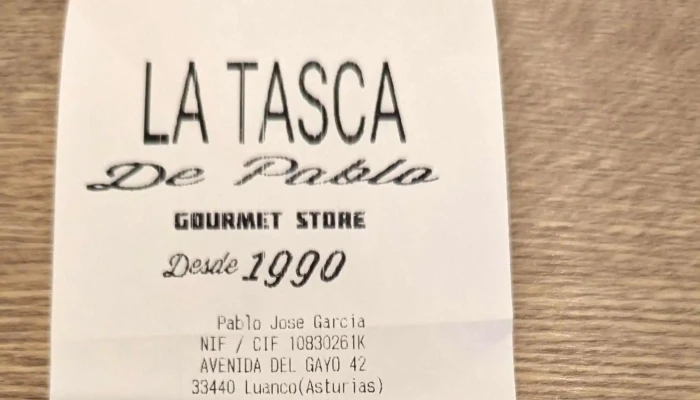 LA TASCA
De Pablo
GOURMET STORE
Desde 1990
Pablo Jose Garcia
NIF / CIF 10830261K
AVENIDA DEL GAYO 42
33440 Luanco(Asturias)